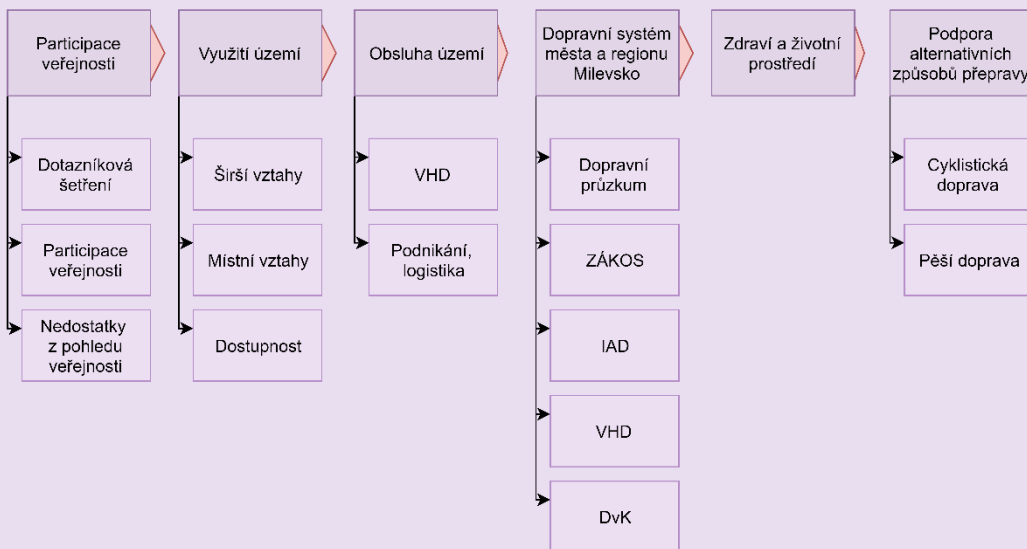 Participace
veřejnosti
Využití území
Obsluha území
Dopravní systém
města a regionu
Milevsko
Zdraví a životní
prostředí
Podpora
alternativních
způsobů přepravy
Dotazníková
šetření
Participace
veřejnosti
Nedostatky
z pohledu
veřejnosti
Širší vztahy
Místní vztahy
Dostupnost
VHD
Podnikání,
logistika
Dopravní
průzkum
ZÁKOS
IAD
VHD
DvK
Cyklistická
doprava
Pěší doprava